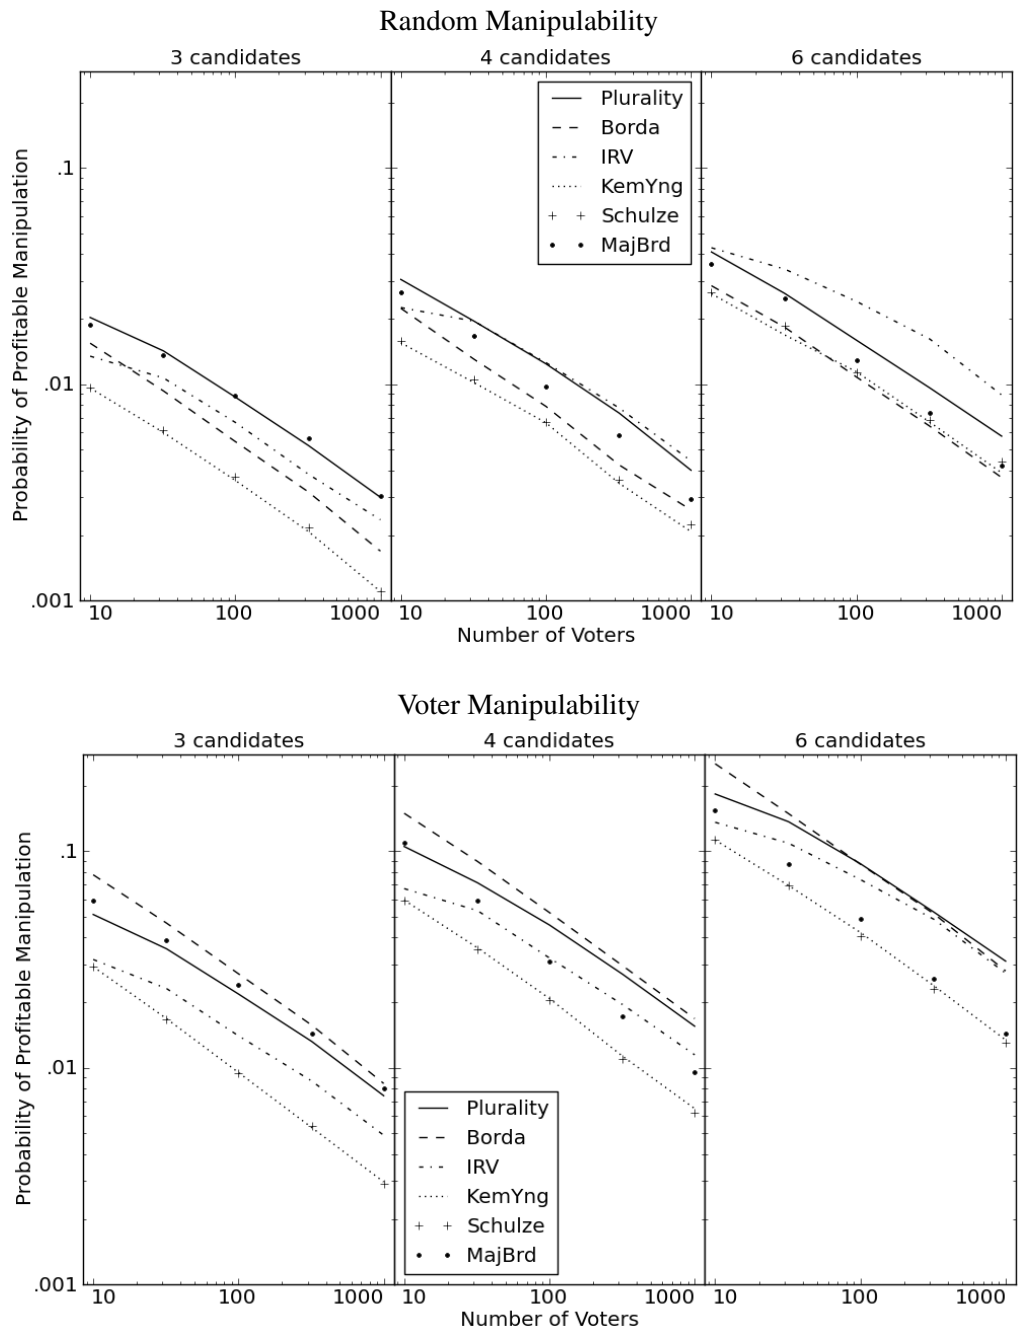 Random Manipulability
3 candidates 4 candidates 6 candidates
Probability of Profitable Manipulation
.1
.01
.001
Plurality
Borda
IRV
KemYng
Schulze
MajBrd
10 100 1000 10 100 1000 10 100 1000
Number of Voters
Voter Manipulability
3 candidates 4 candidates 6 candidates
Probability of Profitable Manipulation
.1
.01
.001
Plurality
Borda
IRV
KemYng
Schulze
MajBrd
10 100 1000 10 100 1000 10 100 1000
Number of Voters